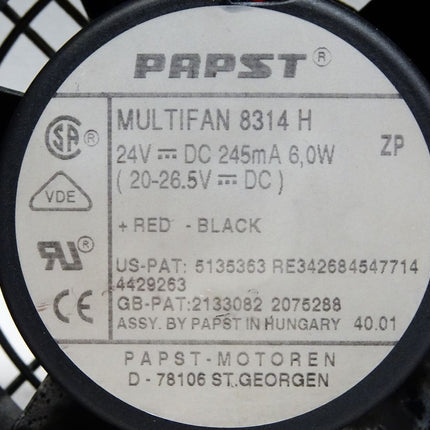 PAPST ®
MULTIFAN 8314 H
ZP
24V ⎓ DC 245mA 6,0W
( 20-26.5V ⎓ DC )
+ RED - BLACK
SA ®
VDE
RU ®
CE
US-PAT: 5135363 RE342684547714
4429263
GB-PAT:2133082 2075288
ASSY. BY PAPST IN HUNGARY 40.01
PAPST-MOTOREN
D - 78106 ST.GEORGEN